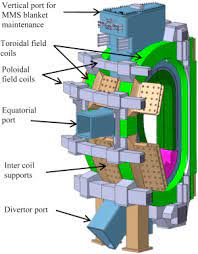 Vertical port for
MMS blanket
maintenance
Toroidal field
coils
Poloidal
field coils
Equatorial
port
Inter coil
supports
Divertor port